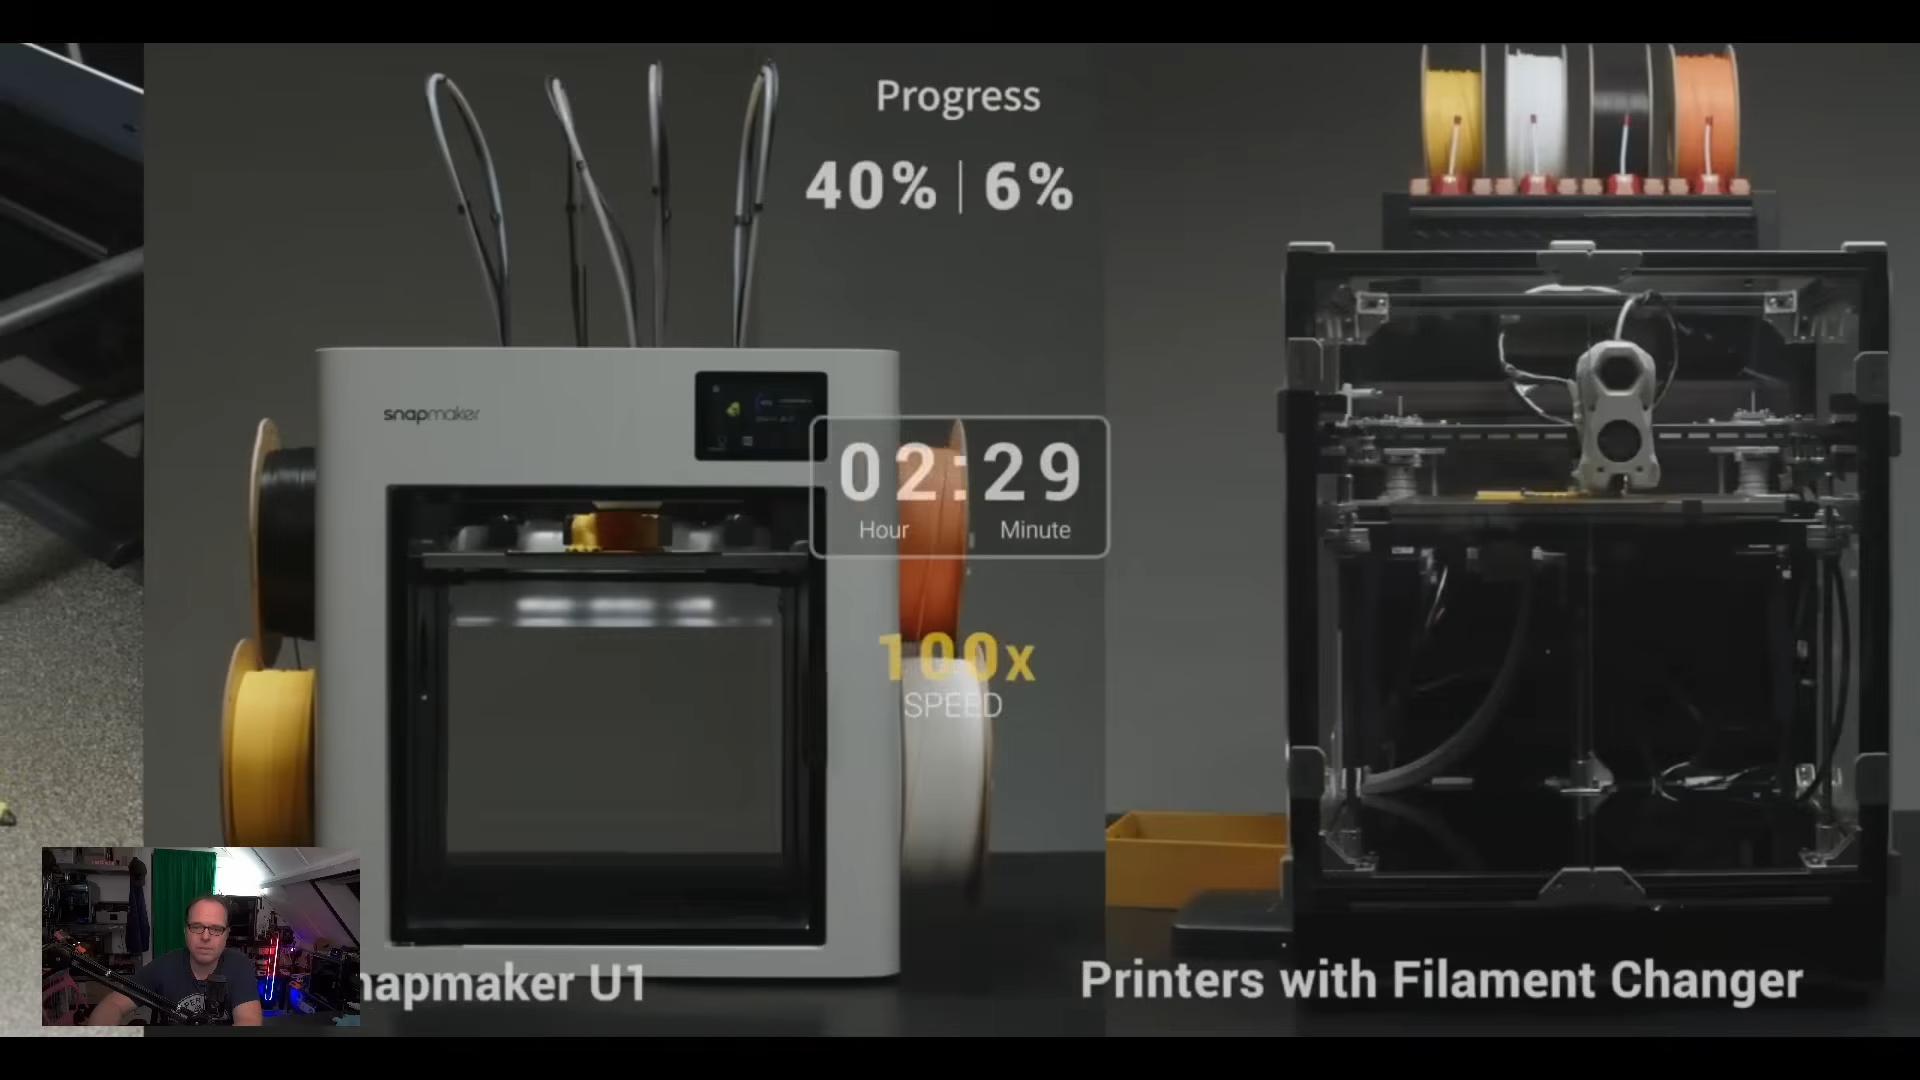 Progress
40% | 6%
snapmaker
02:29
Hour Minute
100x
SPEED
napmaker U1
Printers with Filament Changer